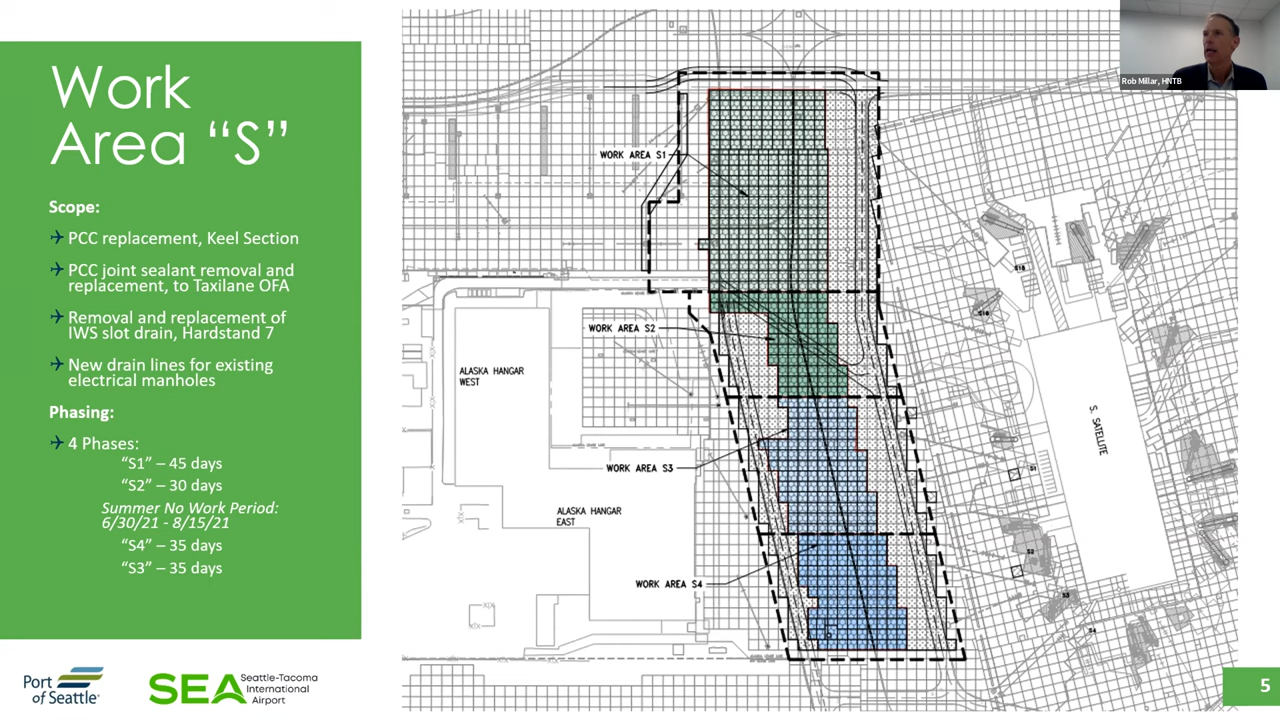 Work
Area “S”
Scope:
PCC replacement, Keel Section
PCC joint sealant removal and
replacement, to Taxilane OFA
Removal and replacement of
IWS slot drain, Hardstand 7
New drain lines for existing
electrical manholes
Phasing:
4 Phases:
“S1” – 45 days
“S2” – 30 days
Summer No Work Period:
6/30/21 - 8/15/21
“S4” – 35 days
“S3” – 35 days
Port
of Seattle®
SEA
Seattle-Tacoma
International
Airport
WORK AREA S1
WORK AREA S2
WORK AREA S3
WORK AREA S4
ALASKA HANGAR
WEST
ALASKA HANGAR
EAST
S. SATELLITE
S16
S1
S2
S3
Rob Millar, HNTB
5